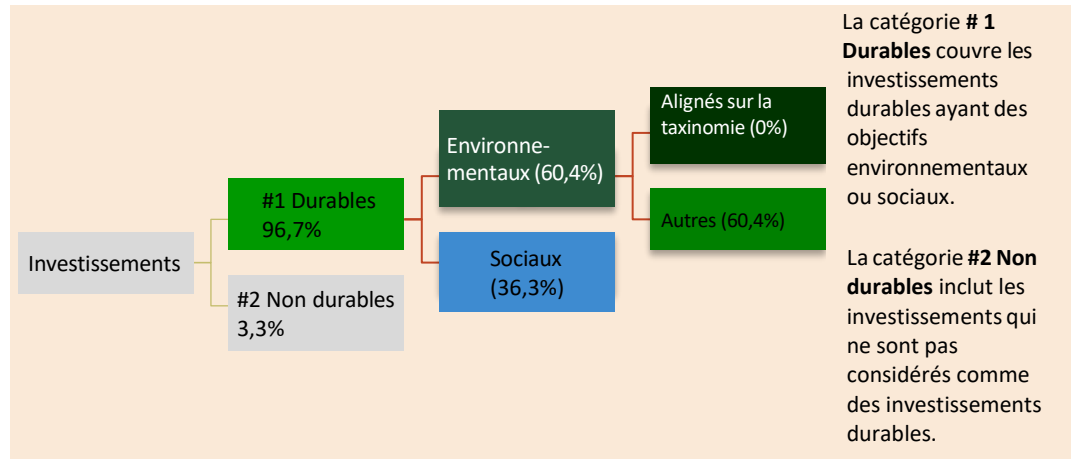 Investissements
#1 Durables
96,7%
#2 Non durables
3,3%
Environne-
mentaux (60,4%)
Sociaux
(36,3%)
Alignés sur la
taxinomie (0%)
Autres (60,4%)
La catégorie # 1
Durables couvre les
investissements
durables ayant des
objectifs
environnementaux
ou sociaux.
La catégorie #2 Non
durables inclut les
investissements qui
ne sont pas
considérés comme
des investissements
durables.